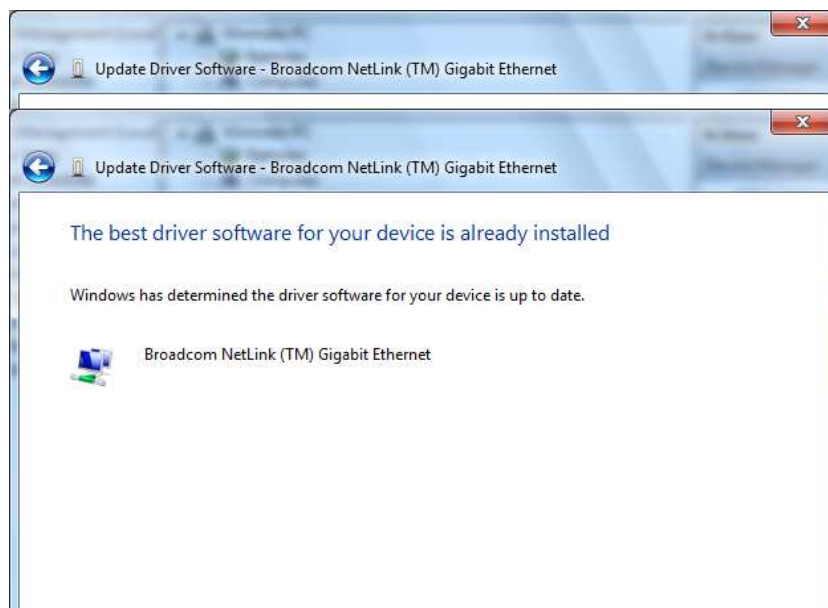 Update Driver Software - Broadcom NetLink (TM) Gigabit Ethernet
Update Driver Software - Broadcom NetLink (TM) Gigabit Ethernet
The best driver software for your device is already installed
Windows has determined the driver software for your device is up to date.
Broadcom NetLink (TM) Gigabit Ethernet